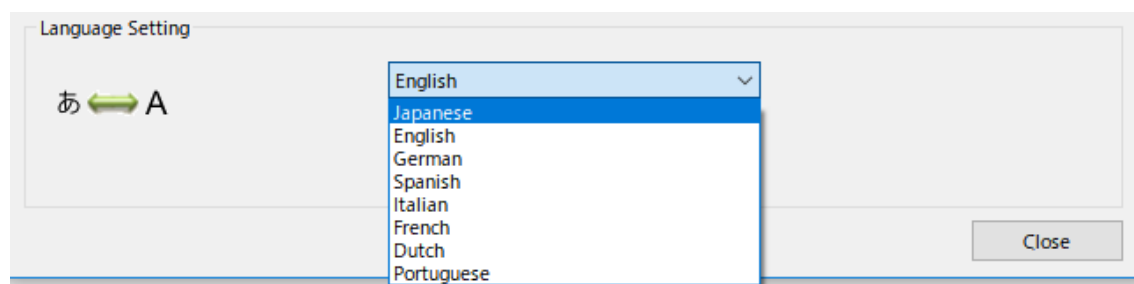 Language Setting
English
あ A
Japanese
English
German
Spanish
Italian
French
Dutch
Portuguese
Close